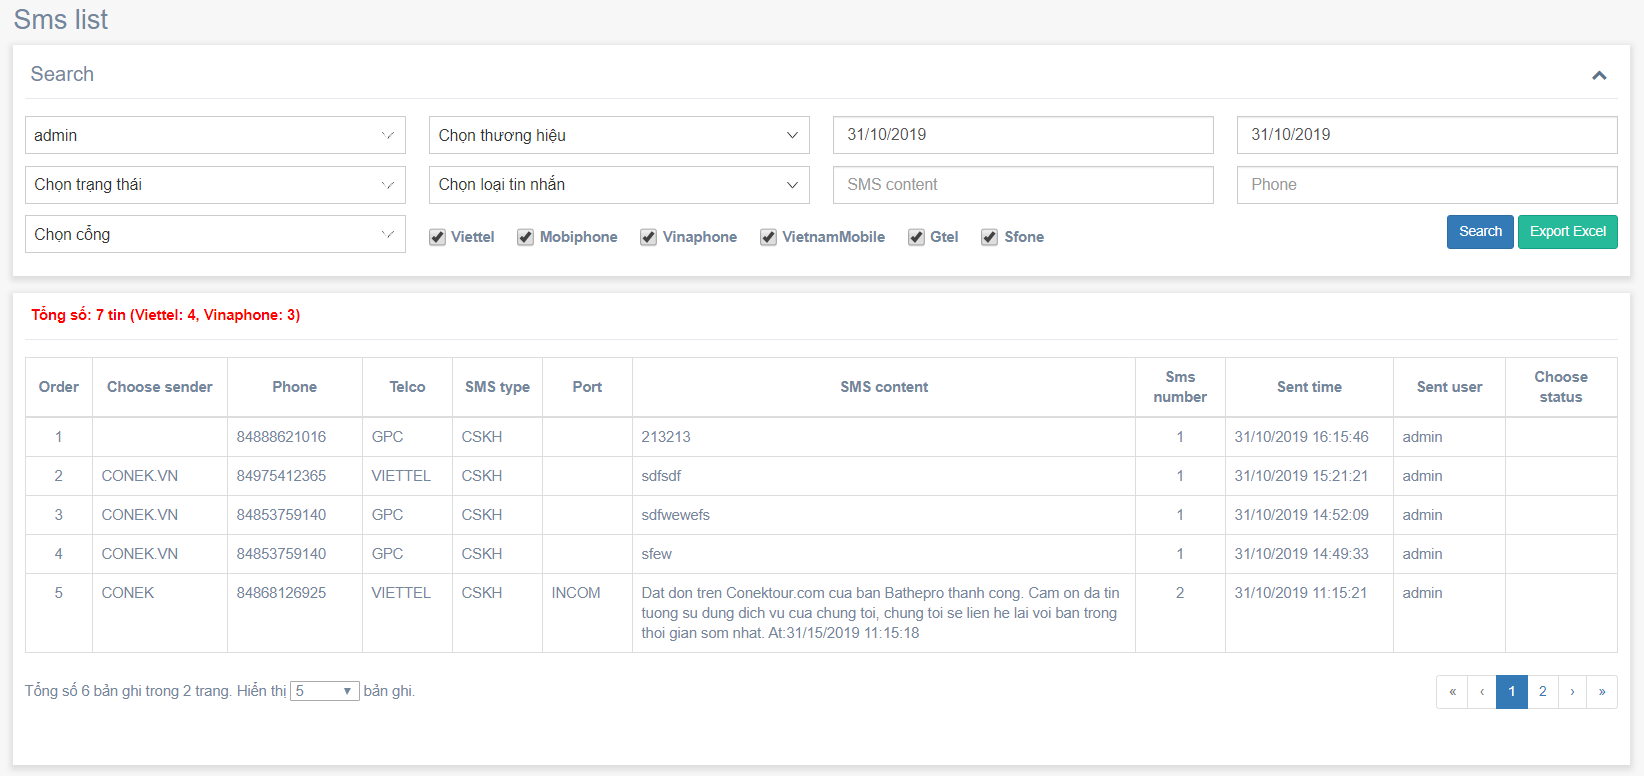 Sms list
Search
admin
Chọn thương hiệu
31/10/2019
31/10/2019
Chọn trạng thái
Chọn loại tin nhắn
SMS content
Phone
Chọn cổng
Viettel Mobiphone Vinaphone VietnamMobile Gtel Sfone
Search
Export Excel
Tổng số: 7 tin (Viettel: 4, Vinaphone: 3)
Order Choose sender Phone Telco SMS type Port SMS content Sms number Sent time Sent user Choose status
1 84888621016 GPC CSKH 213213 1 31/10/2019 16:15:46 admin
2 CONEK.VN 84975412365 VIETTEL CSKH sdfsdf 1 31/10/2019 15:21:21 admin
3 CONEK.VN 84853759140 GPC CSKH sdfwewefs 1 31/10/2019 14:52:09 admin
4 CONEK.VN 84853759140 GPC CSKH sfew 1 31/10/2019 14:49:33 admin
5 CONEK 84868126925 VIETTEL CSKH INCOM Dat don tren Conektour.com cua ban Bathepro thanh cong. Cam on da tin 2 31/10/2019 11:15:21 admin
tuong su dung dich vu cua chung toi, chung toi se lien he lai voi ban trong
thoi gian som nhat. At:31/15/2019 11:15:18
Tổng số 6 bản ghi trong 2 trang. Hiển thị 5 bản ghi.
« ‹ 1 2 › »